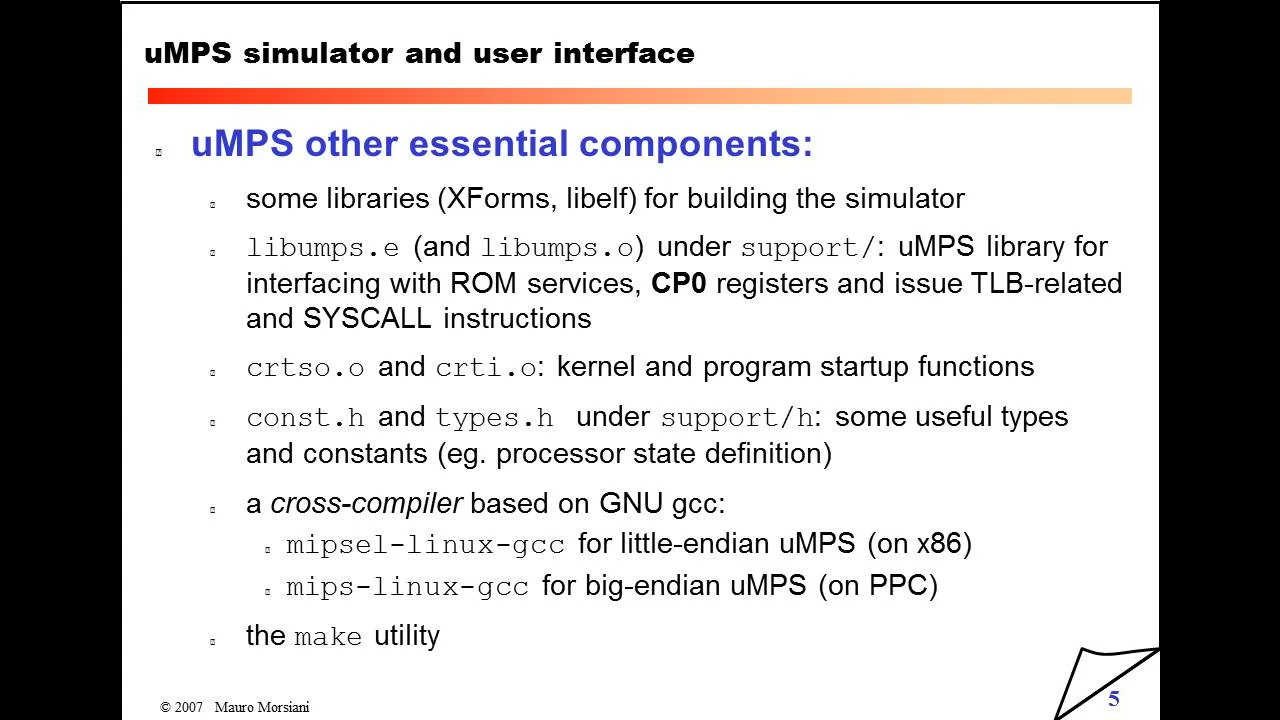 uMPS simulator and user interface
uMPS other essential components:
some libraries (XForms, libelf) for building the simulator
libumps.e (and libumps.o) under support/: uMPS library for
interfacing with ROM services, CP0 registers and issue TLB-related
and SYSCALL instructions
crtso.o and crti.o: kernel and program startup functions
const.h and types.h under support/h: some useful types
and constants (eg. processor state definition)
a cross-compiler based on GNU gcc:
mipsel-linux-gcc for little-endian uMPS (on x86)
mips-linux-gcc for big-endian uMPS (on PPC)
the make utility
© 2007 Mauro Morsiani
5